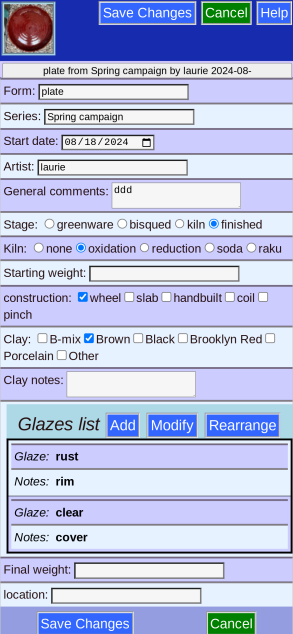 Save Changes Cancel Help
plate from Spring campaign by laurie 2024-08-
Form: plate
Series: Spring campaign
Start date: 08/18/2024
Artist: laurie
General comments: ddd
Stage: greenware bisqued kiln finished
Kiln: none oxidation reduction soda raku
Starting weight:
construction: wheel slab handbuilt coil
pinch
Clay: B-mix Brown Black Brooklyn Red
Porcelain Other
Clay notes:
Glazes list Add Modify Rearrange
Glaze: rust
Notes: rim
Glaze: clear
Notes: cover
Final weight:
location:
Save Changes Cancel